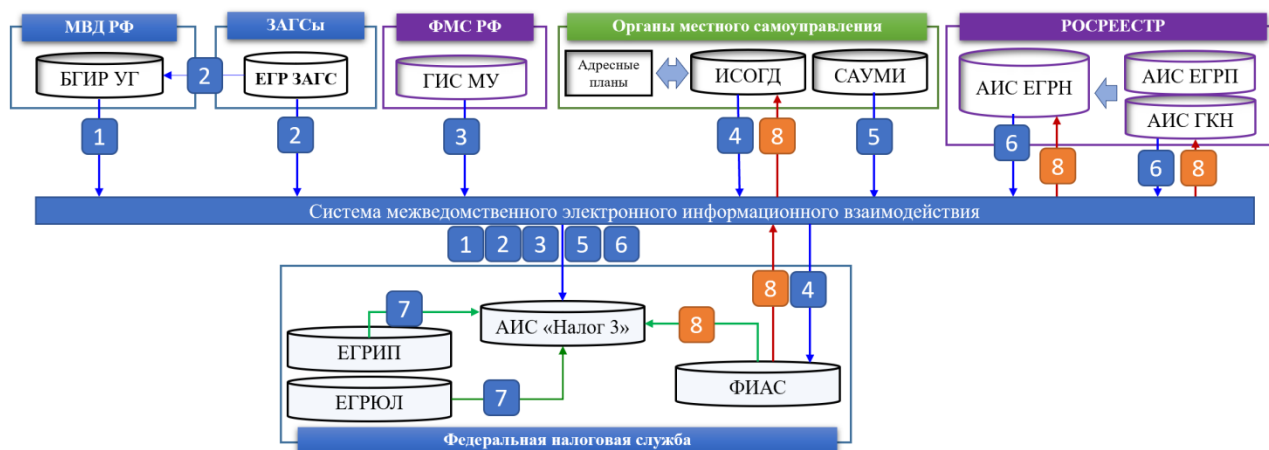 МВД РФ
ЗАГСы
ФМС РФ
Органы местного самоуправления
РОСРЕЕСТР
БГИР УГ
2
ЕГР ЗАГС
ГИС МУ
Адресные
планы
ИСОГД
САУМИ
АИС ЕГРН
АИС ЕГРП
АИС ГКН
1
2
3
4
8
5
6
8
6
8
Система межведомственного электронного информационного взаимодействия
1
2
3
5
6
8
4
7
АИС «Налог 3»
8
ЕГРИП
ЕГРЮЛ
7
ФИАС
Федеральная налоговая служба